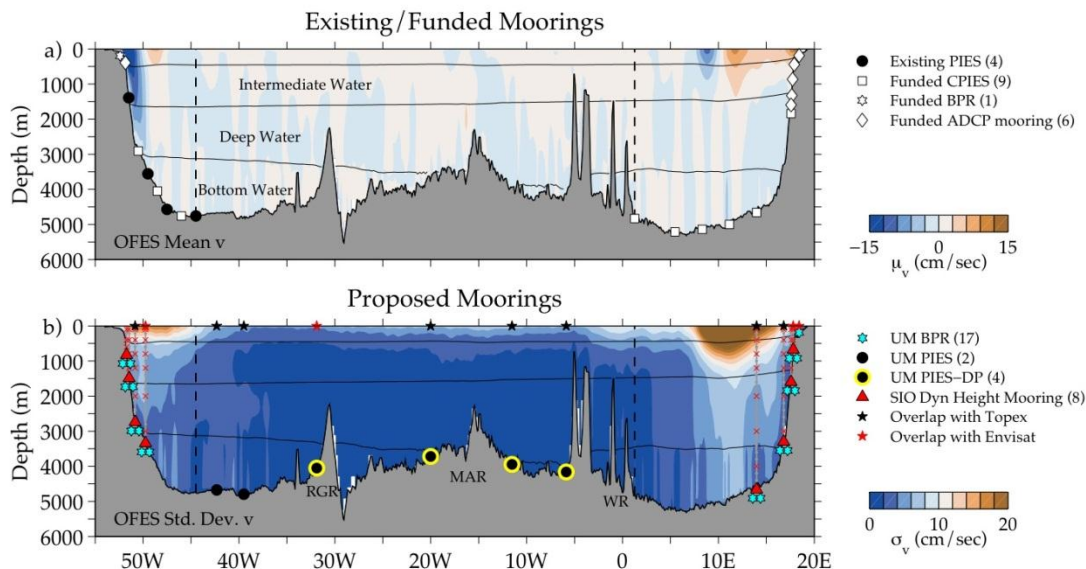 Existing/Funded Moorings
a)
0
1000
2000
3000
4000
5000
6000
Depth (m)
Intermediate Water
Deep Water
Bottom Water
OFES Mean v
Existing PIES (4)
Funded CPIES (9)
Funded BPR (1)
Funded ADCP mooring (6)
−15 0 15
μv (cm/sec)
Proposed Moorings
b)
0
1000
2000
3000
4000
5000
6000
Depth (m)
RGR
MAR
WR
OFES Std. Dev. v
50W 40W 30W 20W 10W 0 10E 20E
UM BPR (17)
UM PIES (2)
UM PIES−DP (4)
SIO Dyn Height Mooring (8)
Overlap with Topex
Overlap with Envisat
0 10 20
σv (cm/sec)